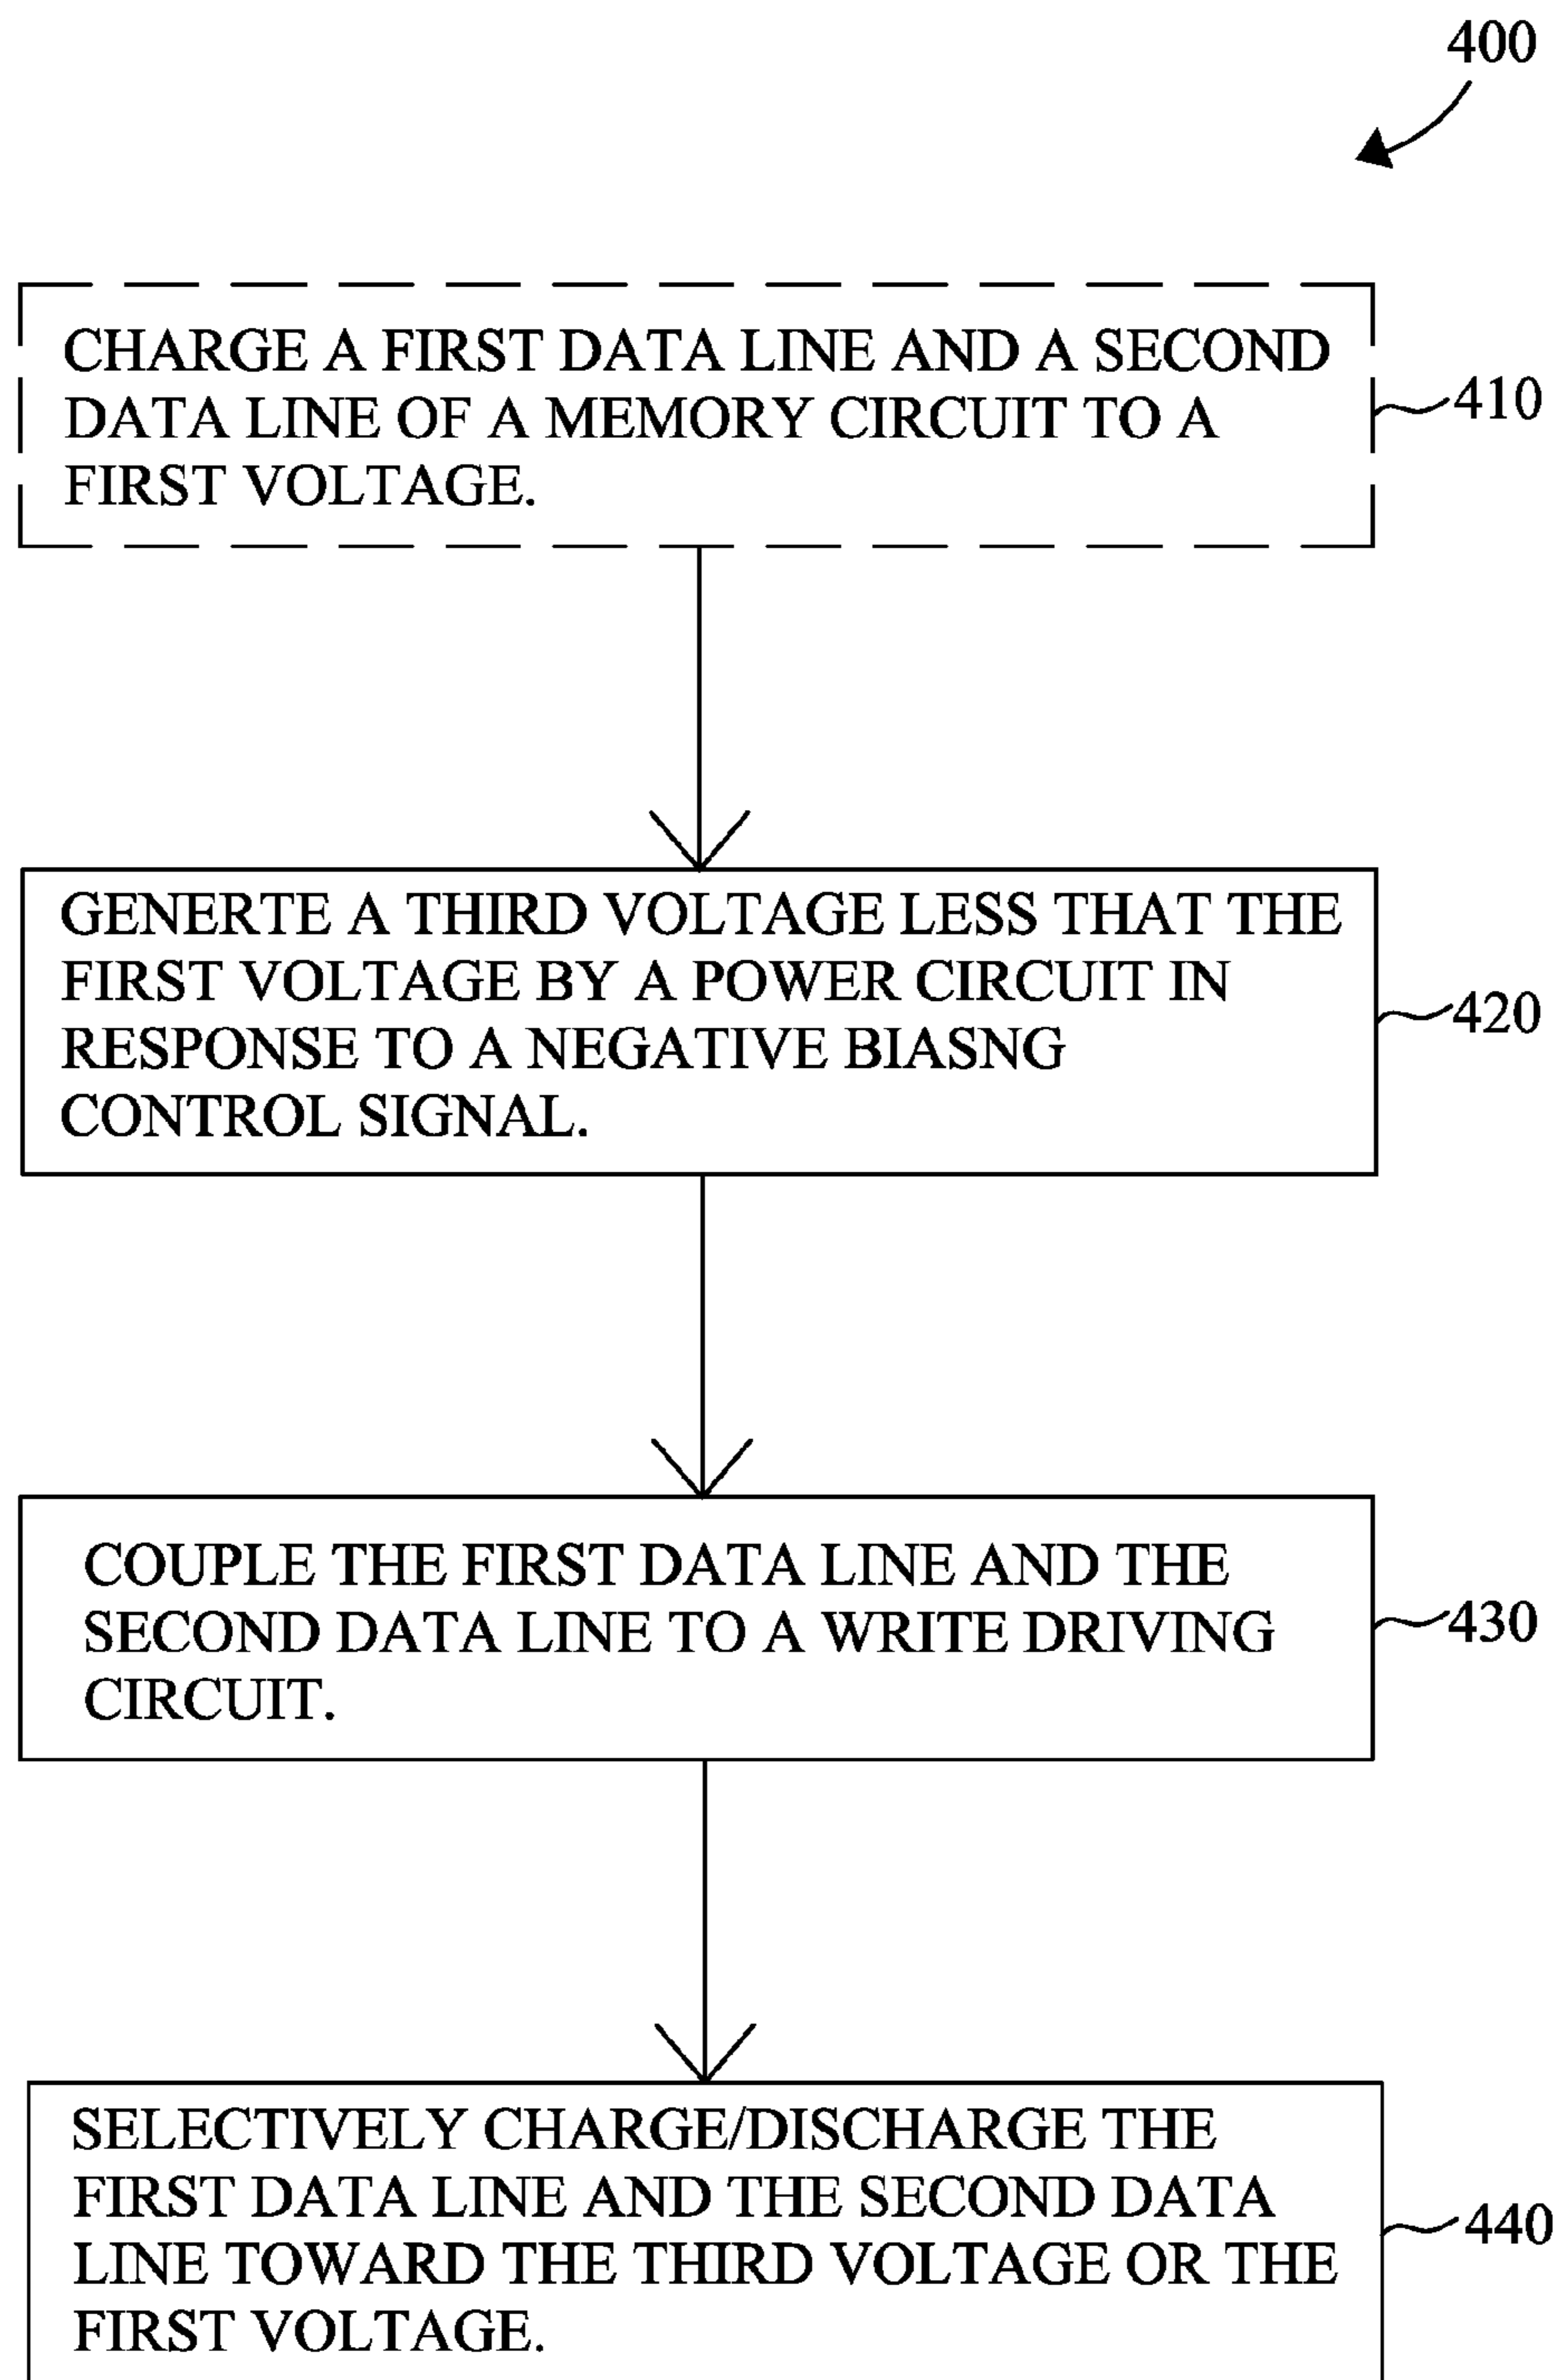 400
CHARGE A FIRST DATA LINE AND A SECOND
DATA LINE OF A MEMORY CIRCUIT TO A
FIRST VOLTAGE.
410
GENERTE A THIRD VOLTAGE LESS THAT THE
FIRST VOLTAGE BY A POWER CIRCUIT IN
RESPONSE TO A NEGATIVE BIASNG
CONTROL SIGNAL.
420
COUPLE THE FIRST DATA LINE AND THE
SECOND DATA LINE TO A WRITE DRIVING
CIRCUIT.
430
SELECTIVELY CHARGE/DISCHARGE THE
FIRST DATA LINE AND THE SECOND DATA
LINE TOWARD THE THIRD VOLTAGE OR THE
FIRST VOLTAGE.
440